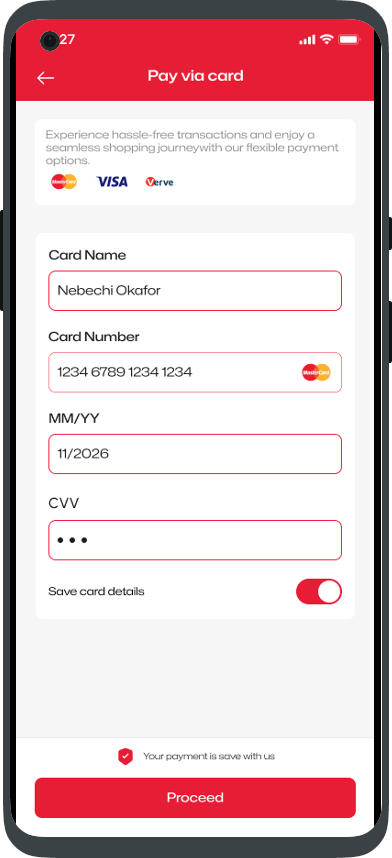 27
Pay via card
Experience hassle-free transactions and enjoy a
seamless shopping journeywith our flexible payment
options.
MasterCard VISA Verve
Card Name
Nebechi Okafor
Card Number
1234 6789 1234 1234 MasterCard
MM/YY
11/2026
CVV
Save card details
Your payment is save with us
Proceed